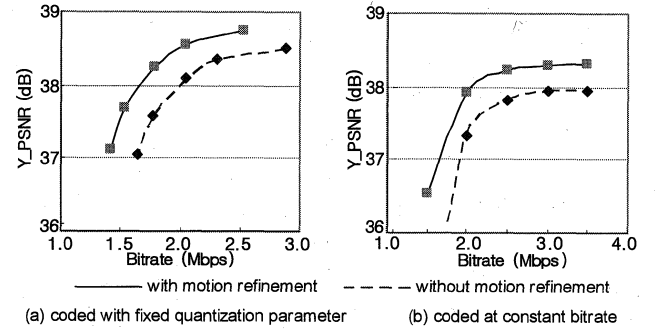 39
38
37
36
Y_PSNR (dB)
1.0 1.5 2.0 2.5 3.0
Bitrate (Mbps)
39
38
37
36
Y_PSNR (dB)
1.0 2.0 3.0 4.0
Bitrate (Mbps)
with motion refinement without motion refinement
(a) coded with fixed quantization parameter (b) coded at constant bitrate